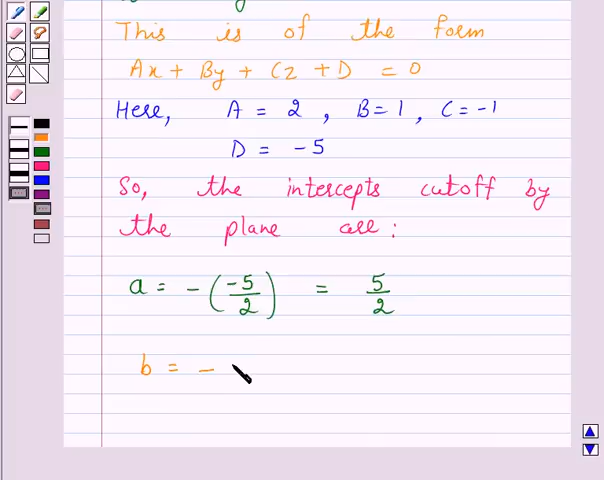 This is of the form
Ax + By + Cz + D = 0
Here, A = 2 , B = 1 , C = -1
D = -5
So, the intercepts cutoff by
the plane are :
a = - ( -5/2 ) = 5/2
b = -